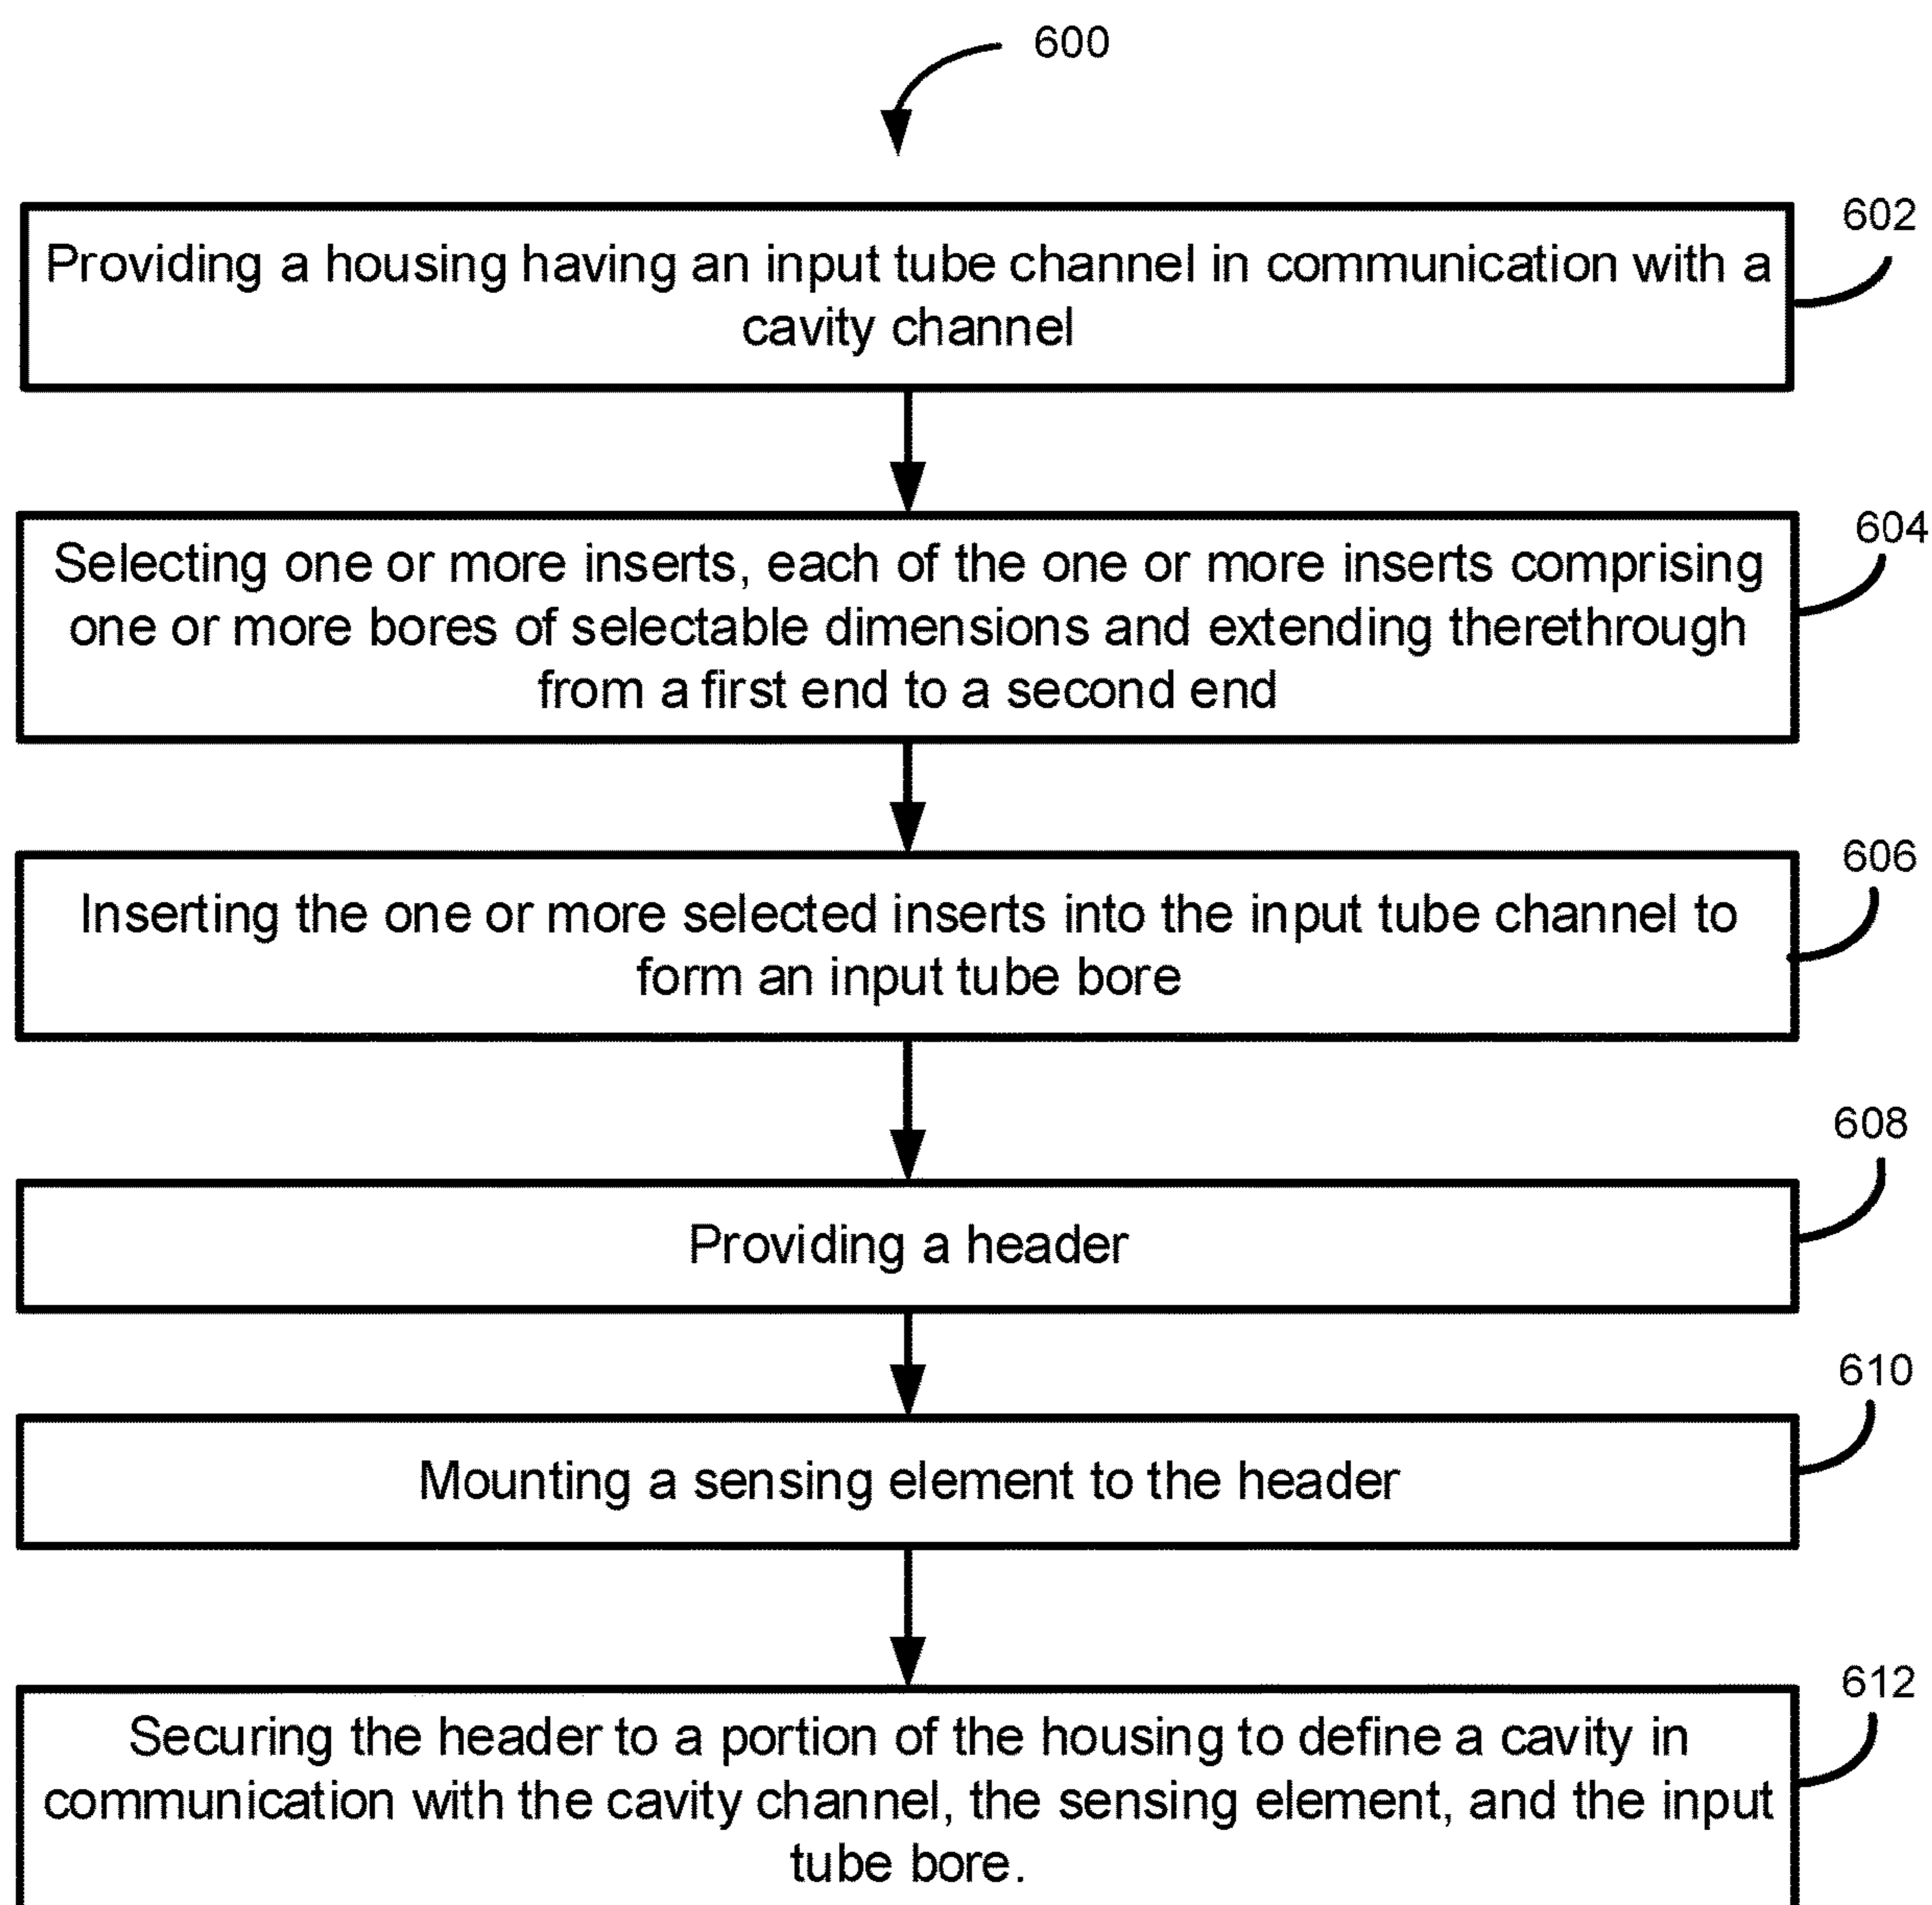 600
602
Providing a housing having an input tube channel in communication with a
cavity channel
604
Selecting one or more inserts, each of the one or more inserts comprising
one or more bores of selectable dimensions and extending therethrough
from a first end to a second end
606
Inserting the one or more selected inserts into the input tube channel to
form an input tube bore
608
Providing a header
610
Mounting a sensing element to the header
612
Securing the header to a portion of the housing to define a cavity in
communication with the cavity channel, the sensing element, and the input
tube bore.